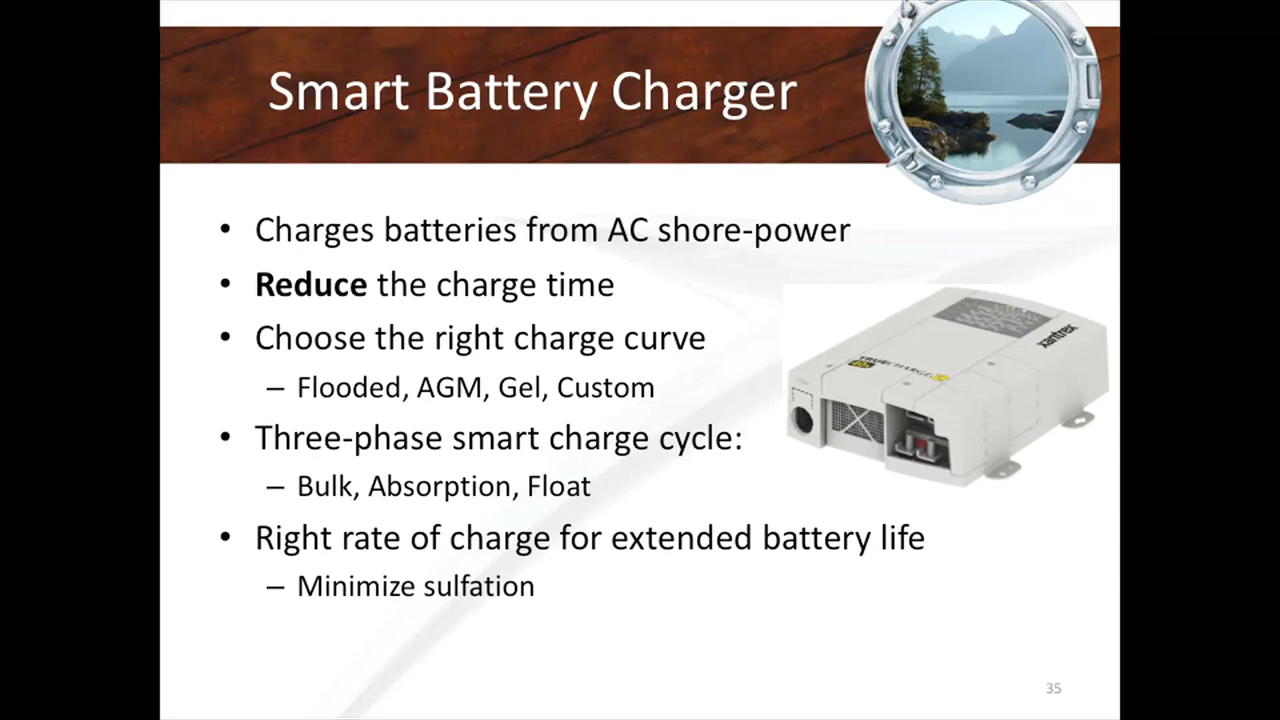 Smart Battery Charger
• Charges batteries from AC shore-power
• Reduce the charge time
• Choose the right charge curve
– Flooded, AGM, Gel, Custom
• Three-phase smart charge cycle:
– Bulk, Absorption, Float
• Right rate of charge for extended battery life
– Minimize sulfation
xantrex
TRUECHARGE2
35